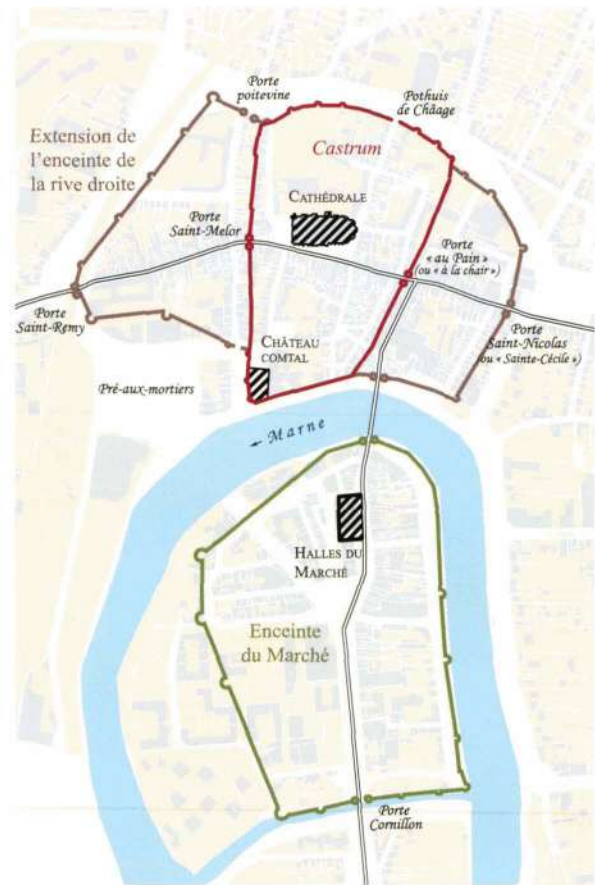 Porte
poitevine
Pothuis
de Châage
Extension de
l'enceinte de
la rive droite
Castrum
CATHÉDRALE
Porte
Saint-Melor
Porte
« au Pain »
(ou « à la chair »)
Porte
Saint-Remy
CHÂTEAU
COMTAL
Porte
Saint-Nicolas
(ou « Sainte-Cécile »)
Pré-aux-mortiers
← Marne
HALLES DU
MARCHÉ
Enceinte
du Marché
Porte
Cornillon